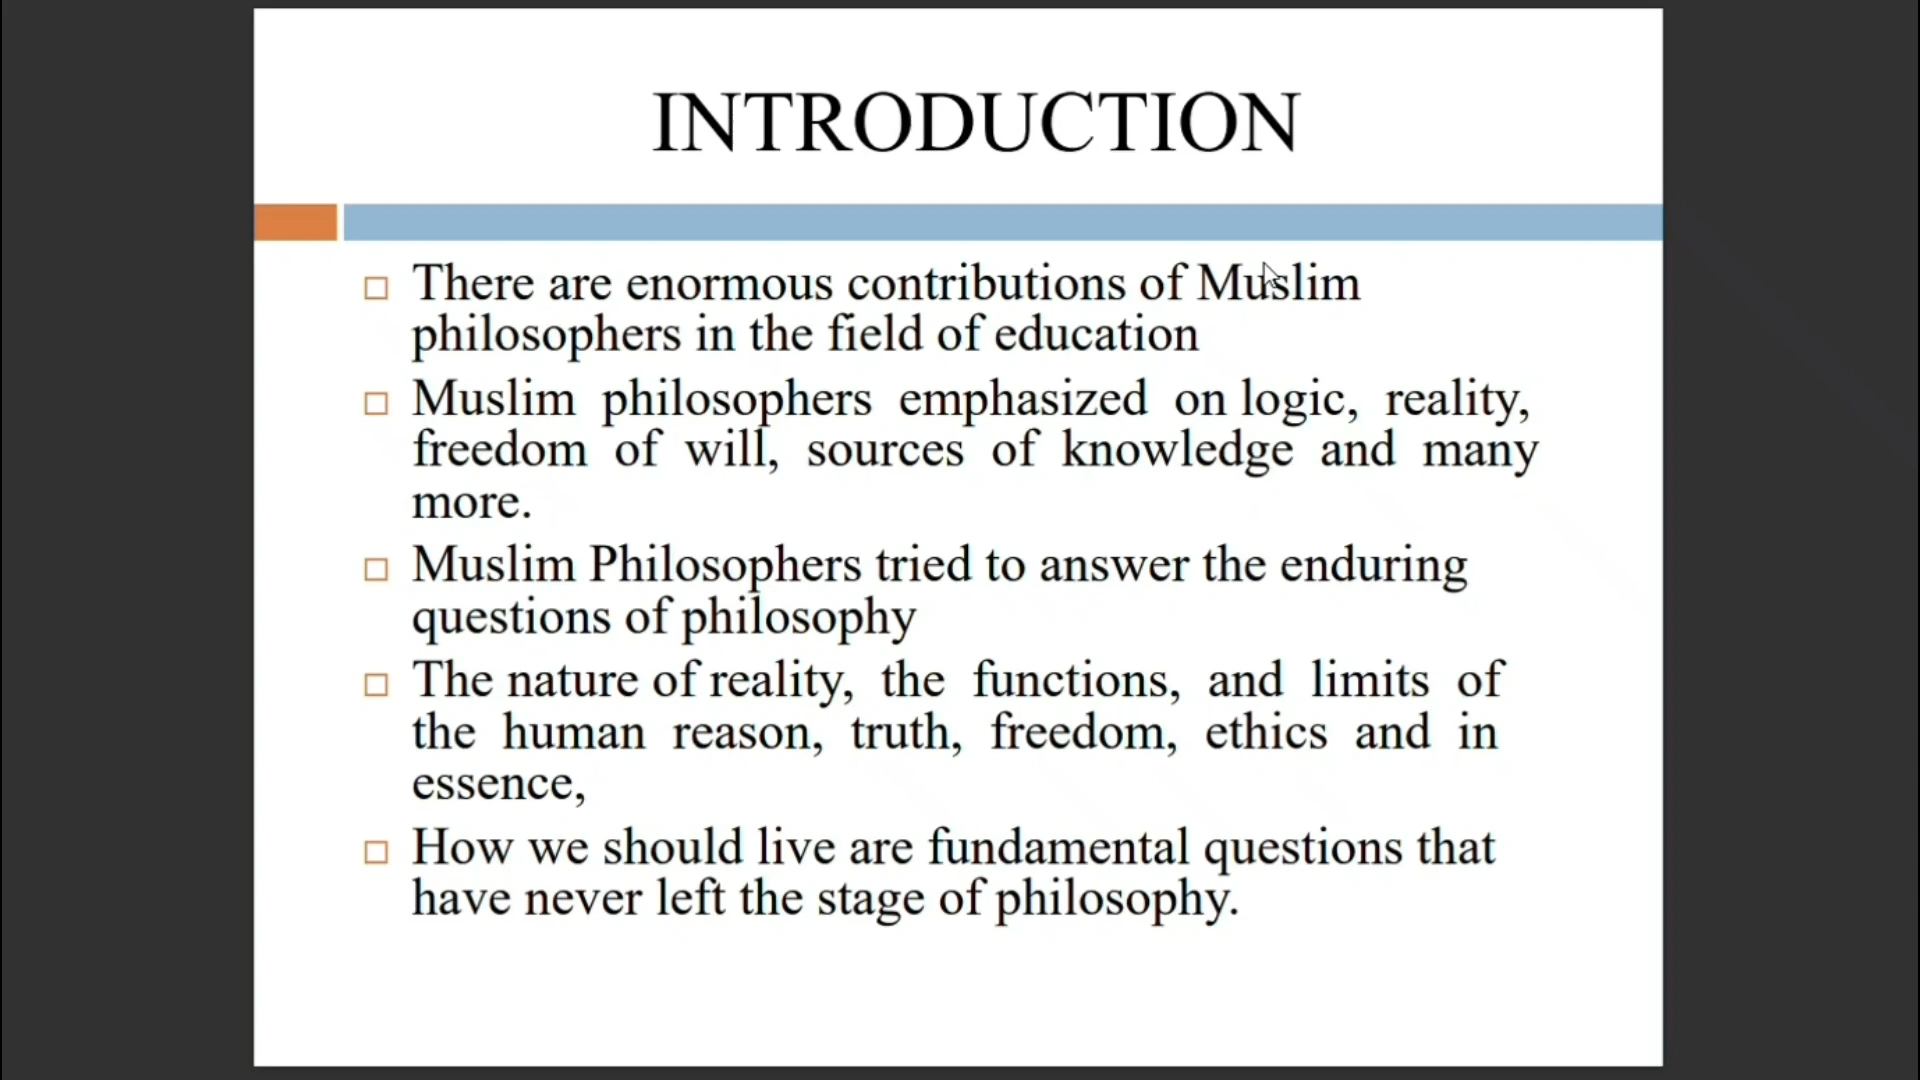 INTRODUCTION
There are enormous contributions of Muslim
philosophers in the field of education
Muslim philosophers emphasized on logic, reality,
freedom of will, sources of knowledge and many
more.
Muslim Philosophers tried to answer the enduring
questions of philosophy
The nature of reality, the functions, and limits of
the human reason, truth, freedom, ethics and in
essence,
How we should live are fundamental questions that
have never left the stage of philosophy.